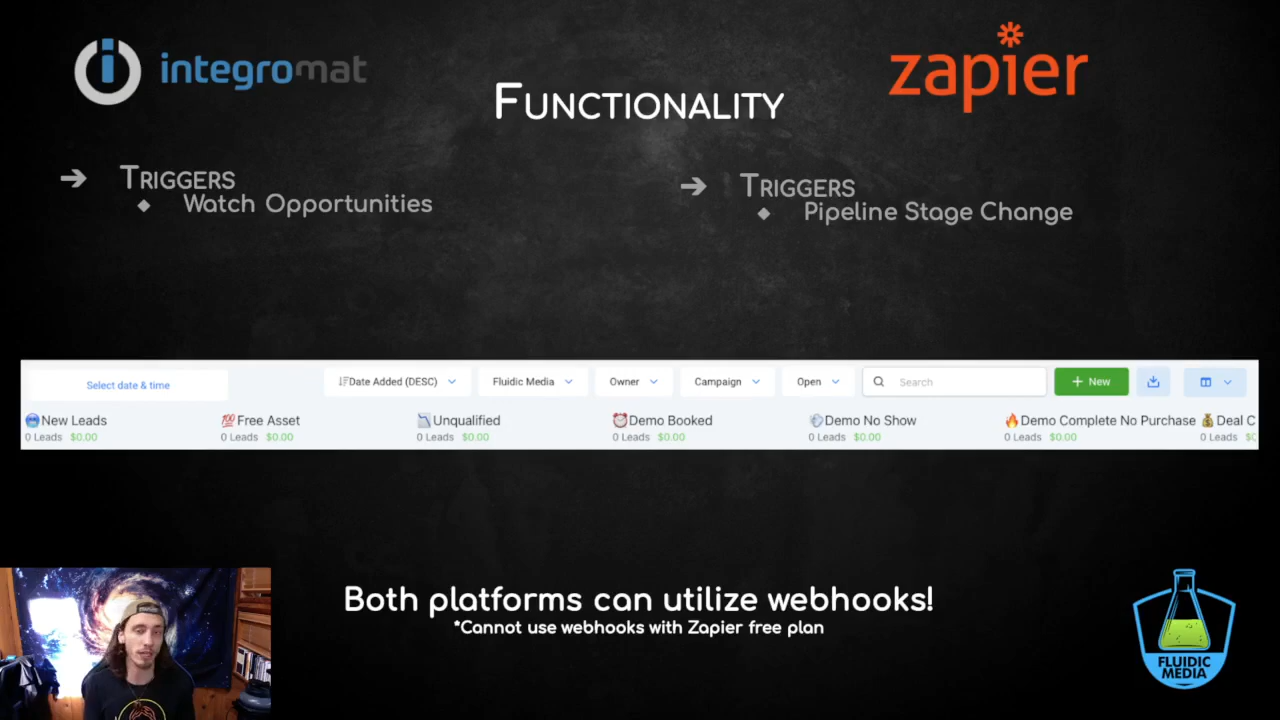 integromat
zapier
Functionality
➔ Triggers
◆ Watch Opportunities
➔ Triggers
◆ Pipeline Stage Change
Select date & time
Date Added (DESC)
Fluidic Media
Owner
Campaign
Open
Search
+ New
🥶New Leads
0 Leads $0.00
💯Free Asset
0 Leads $0.00
📉Unqualified
0 Leads $0.00
⏰Demo Booked
0 Leads $0.00
💨Demo No Show
0 Leads $0.00
🔥Demo Complete No Purchase
0 Leads $0.00
💰Deal C
0 Leads $0
Both platforms can utilize webhooks!
*Cannot use webhooks with Zapier free plan
FLUIDIC
MEDIA